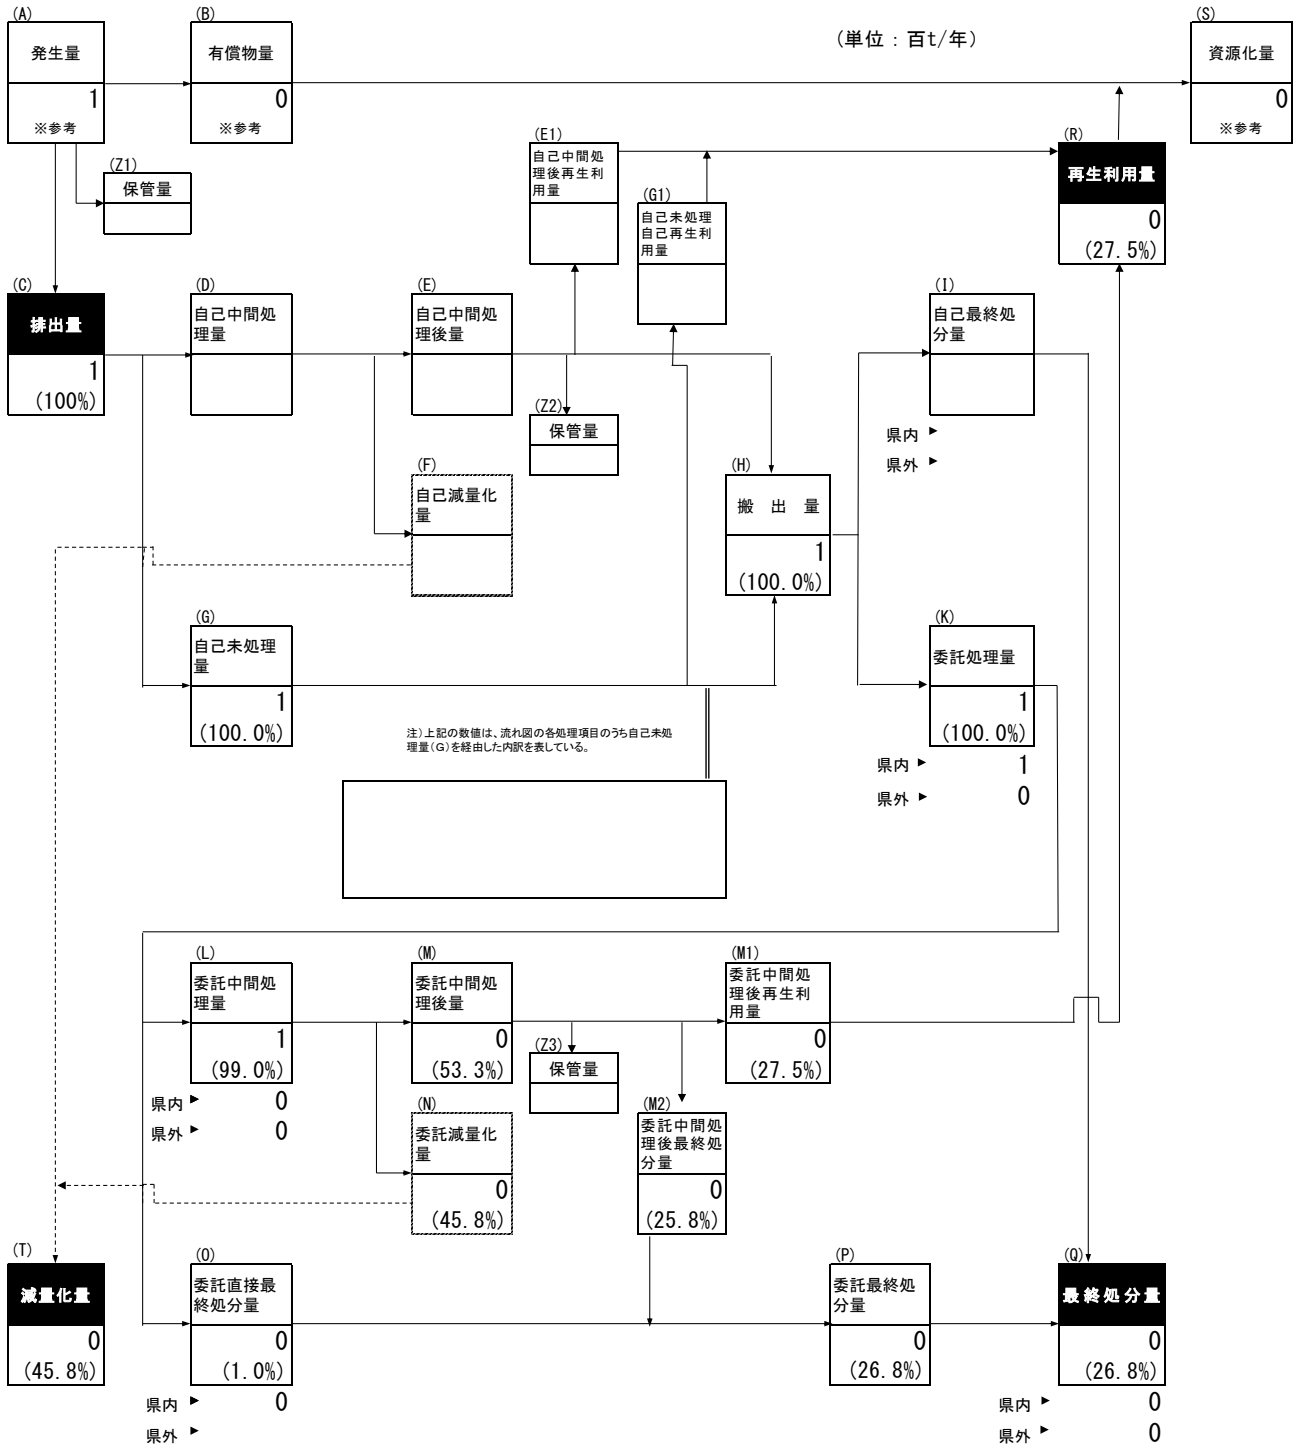 (A)
発生量
1
※参考
(B)
有償物量
0
※参考
(単位:百t/年)
(S)
資源化量
0
※参考
(Z1)
保管量
(E1)
自己中間処
理後再生利
用量
(G1)
自己未処理
自己再生利
用量
(R)
再生利用量
0
(27.5%)
(C)
排出量
1
(100%)
(D)
自己中間処
理量
(E)
自己中間処
理後量
(Z2)
保管量
(I)
自己最終処
分量
県内
県外
(F)
自己減量化
量
(H)
搬 出 量
1
(100.0%)
(G)
自己未処理
量
1
(100.0%)
(K)
委託処理量
1
(100.0%)
県内 1
県外 0
注)上記の数値は、流れ図の各処理項目のうち自己未処
理量(G)を経由した内訳を表している。
(L)
委託中間処
理量
1
(99.0%)
県内 0
県外 0
(M)
委託中間処
理後量
0
(53.3%)
(Z3)
保管量
(M1)
委託中間処
理後再生利
用量
0
(27.5%)
(N)
委託減量化
量
0
(45.8%)
(M2)
委託中間処
理後最終処
分量
0
(25.8%)
(T)
減量化量
0
(45.8%)
(O)
委託直接最
終処分量
0
(1.0%)
県内 0
県外
(P)
委託最終処
分量
0
(26.8%)
(Q)
最終処分量
0
(26.8%)
県内 0
県外 0